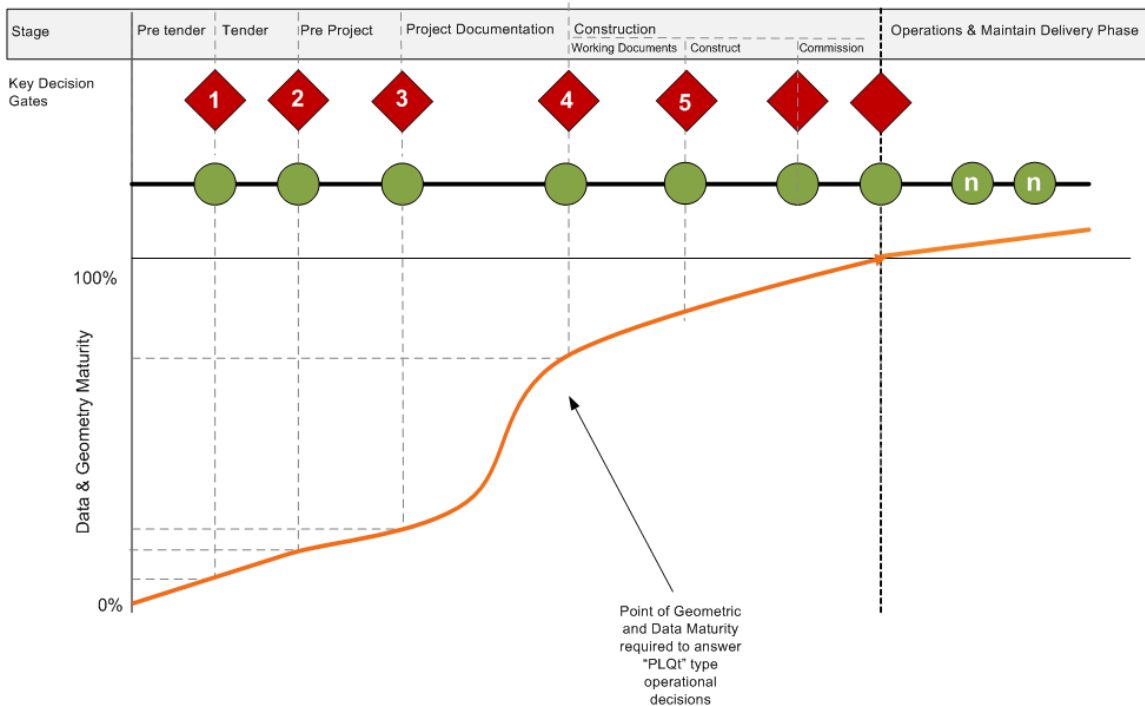 Stage
Pre tender
Tender
Pre Project
Project Documentation
Construction
Operations & Maintain Delivery Phase
Working Documents
Construct
Commission
Key Decision
Gates
1
2
3
4
5
n
n
100%
Data & Geometry Maturity
0%
Point of Geometric
and Data Maturity
required to answer
"PLQt" type
operational
decisions